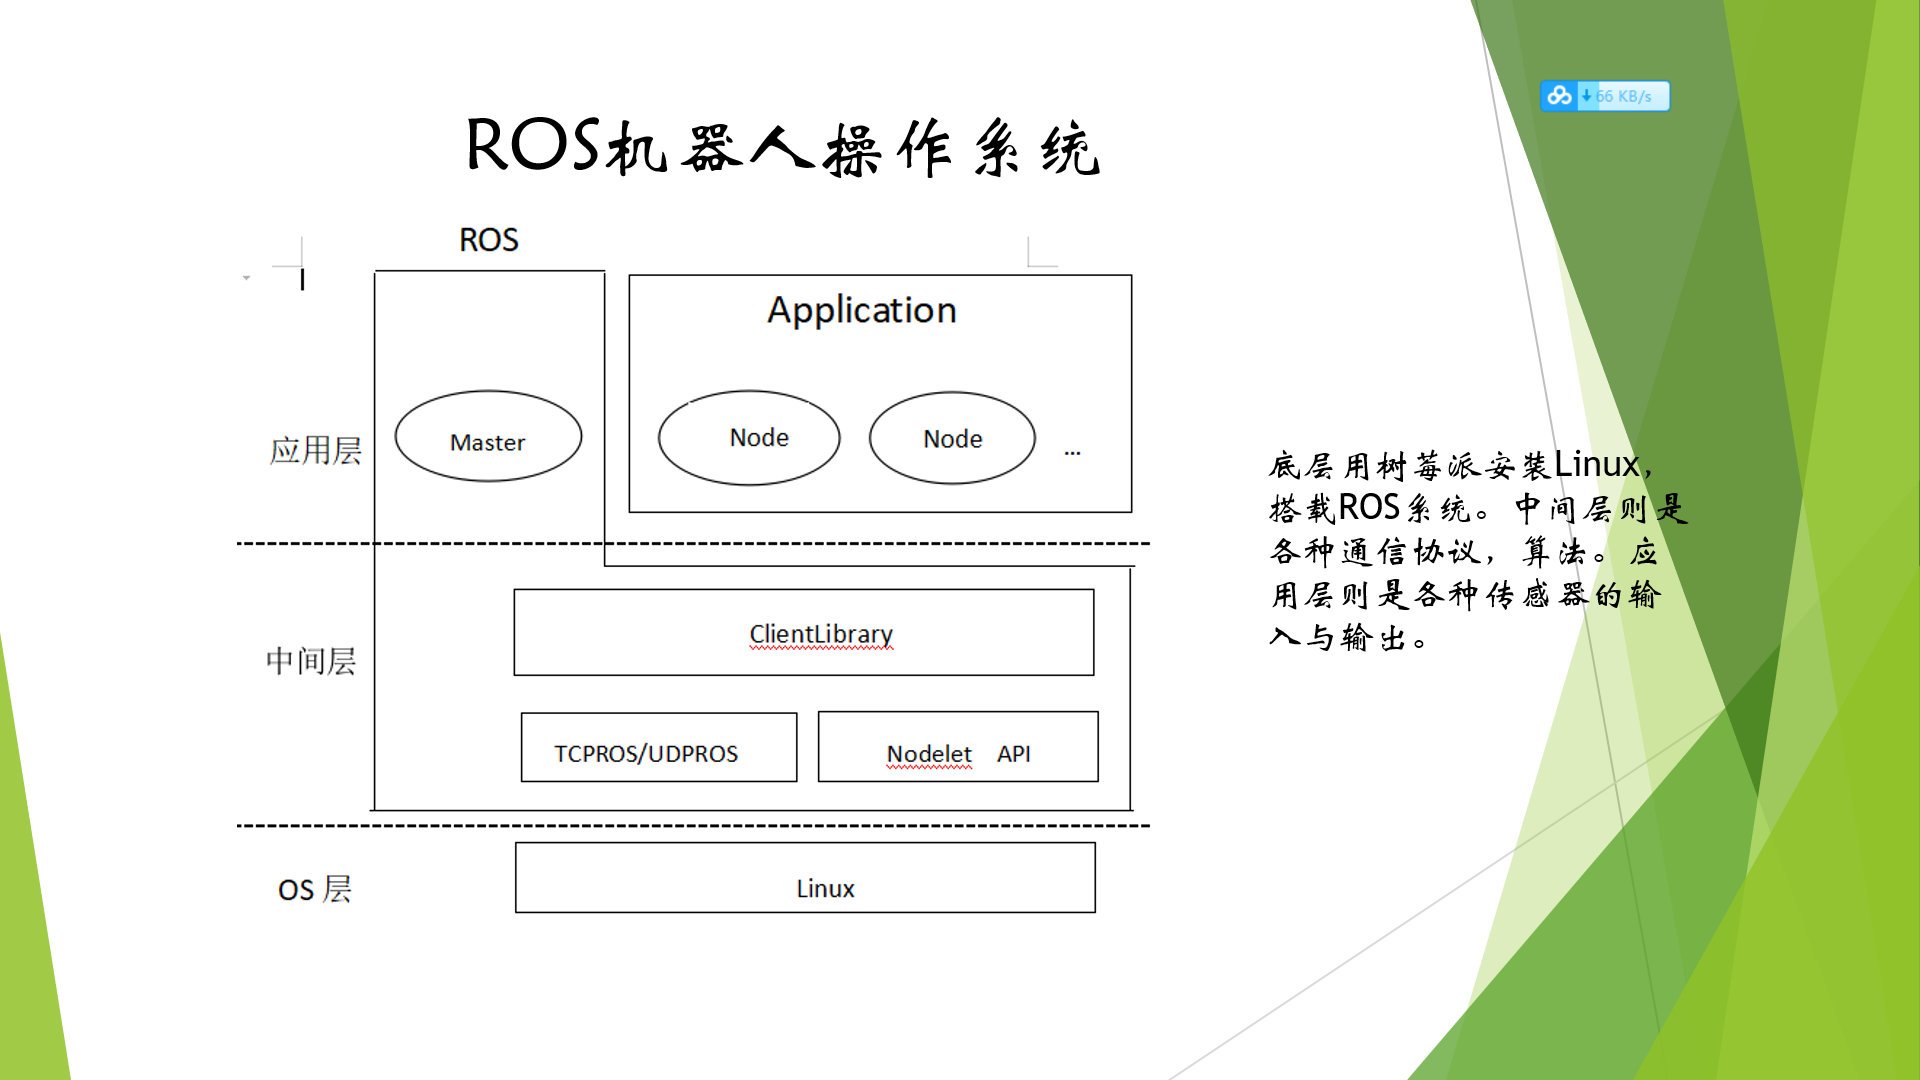 66 KB/s
ROS机器人操作系统
ROS
Application
应用层
Master
Node
Node
...
中间层
ClientLibrary
TCPROS/UDPROS
Nodelet API
OS 层
Linux
底层用树莓派安装Linux，
搭载ROS系统。中间层则是
各种通信协议，算法。应
用层则是各种传感器的输
入与输出。